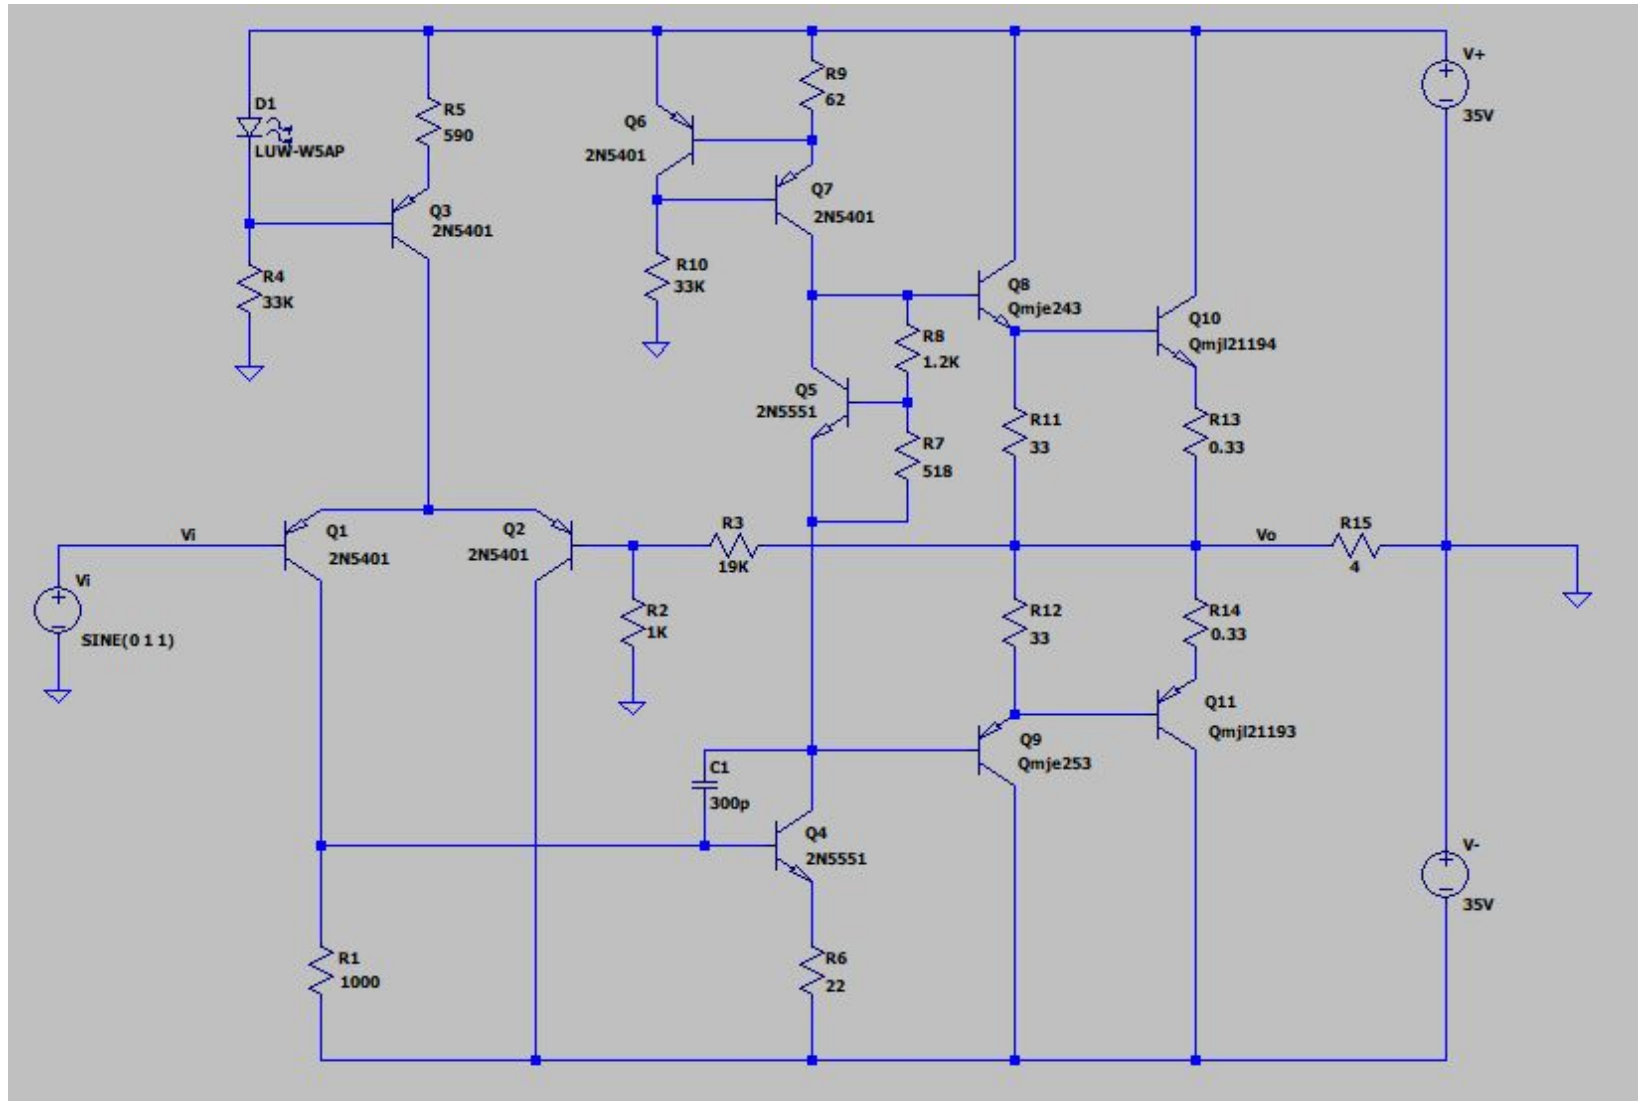 V+
35V
R9
62
D1
LUW-W5AP
R5
590
Q6
2N5401
Q7
2N5401
Q3
2N5401
R4
33K
R10
33K
Q8
Qmje243
Q10
Qmjl21194
R8
1.2K
Q5
2N5551
R7
518
R11
33
R13
0.33
Vi
Q1
2N5401
Q2
2N5401
R3
19K
Vo
R15
4
Vi
SINE(0 1 1)
R2
1K
R12
33
R14
0.33
Q11
Qmjl21193
Q9
Qmje253
C1
300p
Q4
2N5551
V-
35V
R1
1000
R6
22